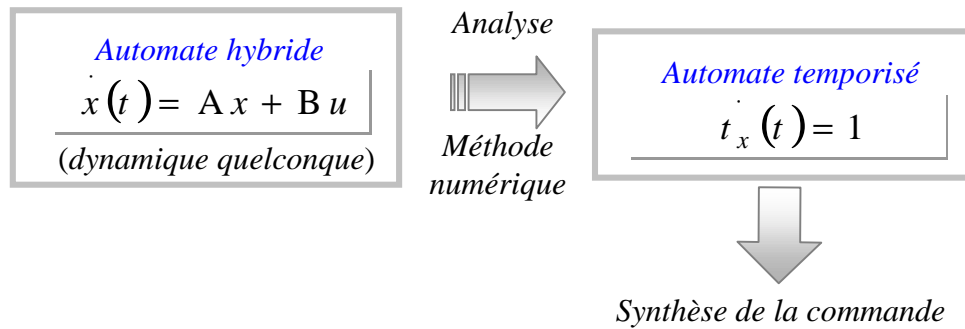 Automate hybride
ẋ(t) = A x + B u
(dynamique quelconque)
Analyse
Méthode
numérique
Automate temporisé
ṫₓ(t) = 1
Synthèse de la commande